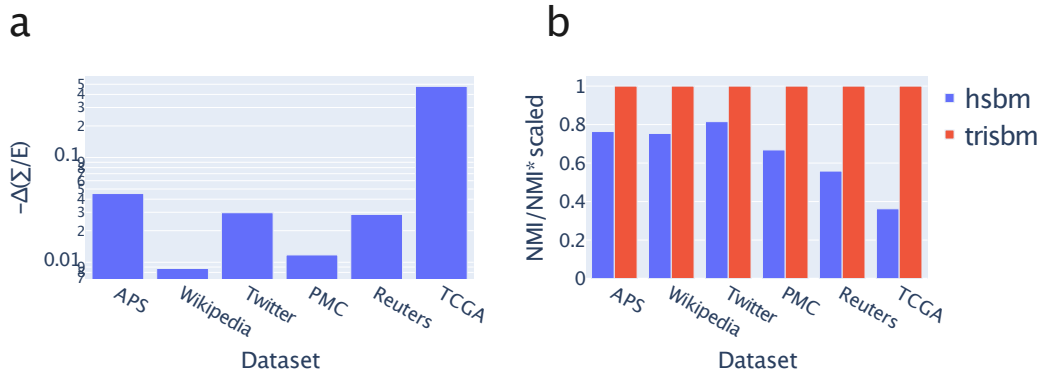 a
−Δ(Σ/E)
5
4
3
2
0.1
9
8
7
6
5
4
3
2
0.01
9
8
7
APS
Wikipedia
Twitter
PMC
Reuters
TCGA
Dataset
b
NMI/NMI* scaled
1
0.8
0.6
0.4
0.2
0
APS
Wikipedia
Twitter
PMC
Reuters
TCGA
Dataset
hsbm
trisbm